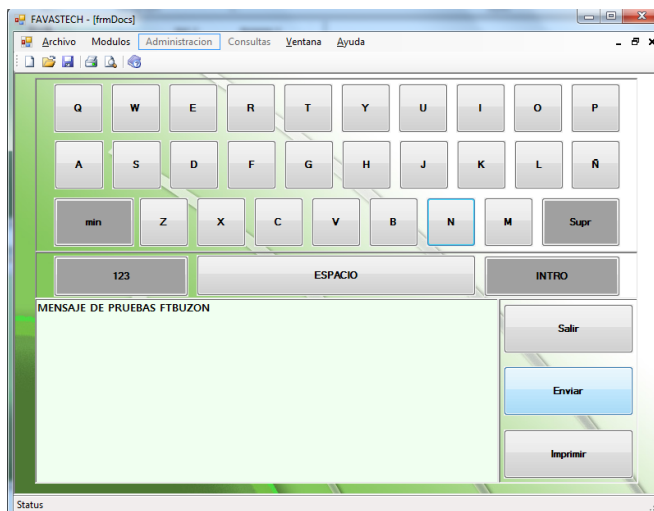 FAVASTECH - [frmDocs]
Archivo Modulos Administracion Consultas Ventana Ayuda
Q W E R T Y U I O P
A S D F G H J K L Ñ
min Z X C V B N M Supr
123 ESPACIO INTRO
MENSAJE DE PRUEBAS FTBUZON
Salir
Enviar
Imprimir
Status